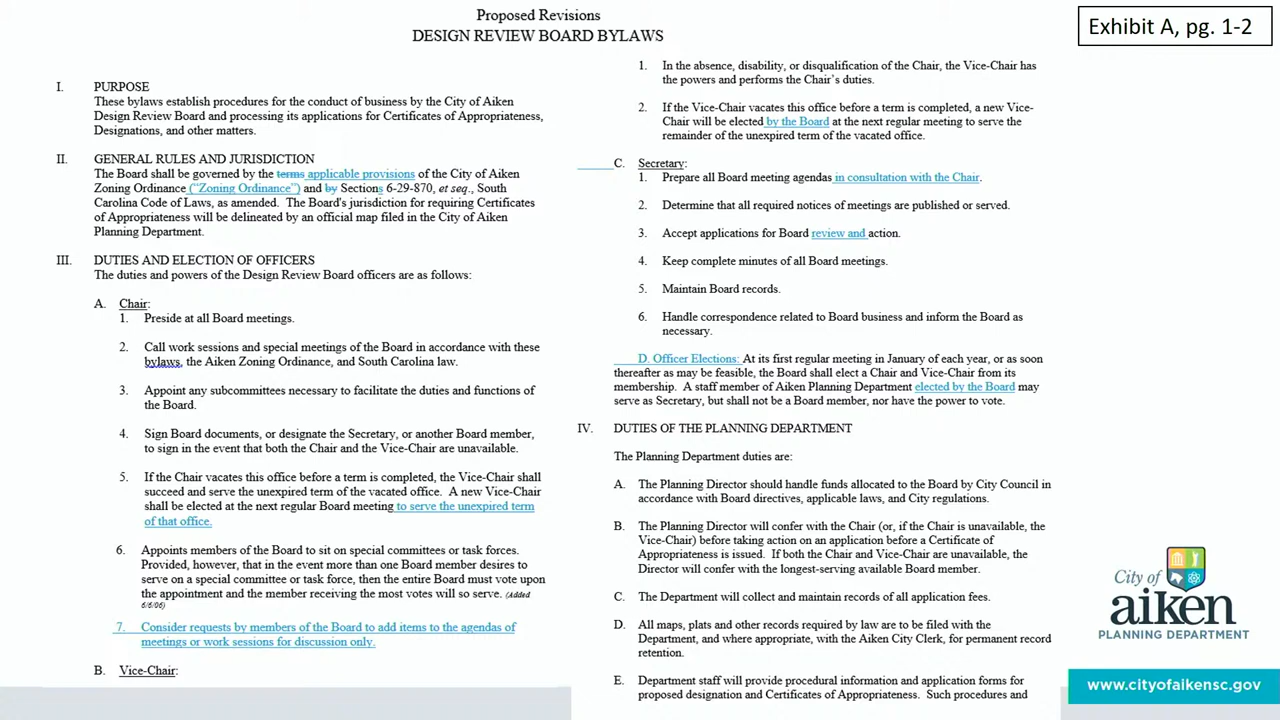 Proposed Revisions
DESIGN REVIEW BOARD BYLAWS
Exhibit A, pg. 1-2
I. PURPOSE
These bylaws establish procedures for the conduct of business by the City of Aiken
Design Review Board and processing its applications for Certificates of Appropriateness,
Designations, and other matters.
II. GENERAL RULES AND JURISDICTION
The Board shall be governed by the terms applicable provisions of the City of Aiken
Zoning Ordinance ("Zoning Ordinance") and by Sections 6-29-870, et seq., South
Carolina Code of Laws, as amended. The Board's jurisdiction for requiring Certificates
of Appropriateness will be delineated by an official map filed in the City of Aiken
Planning Department.
III. DUTIES AND ELECTION OF OFFICERS
The duties and powers of the Design Review Board officers are as follows:
A. Chair:
1. Preside at all Board meetings.
2. Call work sessions and special meetings of the Board in accordance with these
bylaws, the Aiken Zoning Ordinance, and South Carolina law.
3. Appoint any subcommittees necessary to facilitate the duties and functions of
the Board.
4. Sign Board documents, or designate the Secretary, or another Board member,
to sign in the event that both the Chair and the Vice-Chair are unavailable.
5. If the Chair vacates this office before a term is completed, the Vice-Chair shall
succeed and serve the unexpired term of the vacated office. A new Vice-Chair
shall be elected at the next regular Board meeting to serve the unexpired term
of that office.
6. Appoints members of the Board to sit on special committees or task forces.
Provided, however, that in the event more than one Board member desires to
serve on a special committee or task force, then the entire Board must vote upon
the appointment and the member receiving the most votes will so serve. (Added
6/6/06)
7. Consider requests by members of the Board to add items to the agendas of
meetings or work sessions for discussion only.
B. Vice-Chair:
1. In the absence, disability, or disqualification of the Chair, the Vice-Chair has
the powers and performs the Chair's duties.
2. If the Vice-Chair vacates this office before a term is completed, a new Vice-
Chair will be elected by the Board at the next regular meeting to serve the
remainder of the unexpired term of the vacated office.
C. Secretary:
1. Prepare all Board meeting agendas in consultation with the Chair.
2. Determine that all required notices of meetings are published or served.
3. Accept applications for Board review and action.
4. Keep complete minutes of all Board meetings.
5. Maintain Board records.
6. Handle correspondence related to Board business and inform the Board as
necessary.
D. Officer Elections: At its first regular meeting in January of each year, or as soon
thereafter as may be feasible, the Board shall elect a Chair and Vice-Chair from its
membership. A staff member of Aiken Planning Department elected by the Board may
serve as Secretary, but shall not be a Board member, nor have the power to vote.
IV. DUTIES OF THE PLANNING DEPARTMENT
The Planning Department duties are:
A. The Planning Director should handle funds allocated to the Board by City Council in
accordance with Board directives, applicable laws, and City regulations.
B. The Planning Director will confer with the Chair (or, if the Chair is unavailable, the
Vice-Chair) before taking action on an application before a Certificate of
Appropriateness is issued. If both the Chair and Vice-Chair are unavailable, the
Director will confer with the longest-serving available Board member.
C. The Department will collect and maintain records of all application fees.
D. All maps, plats and other records required by law are to be filed with the
Department, and where appropriate, with the Aiken City Clerk, for permanent record
retention.
E. Department staff will provide procedural information and application forms for
proposed designation and Certificates of Appropriateness. Such procedures and
City of
aiken
PLANNING DEPARTMENT
www.cityofaikensc.gov